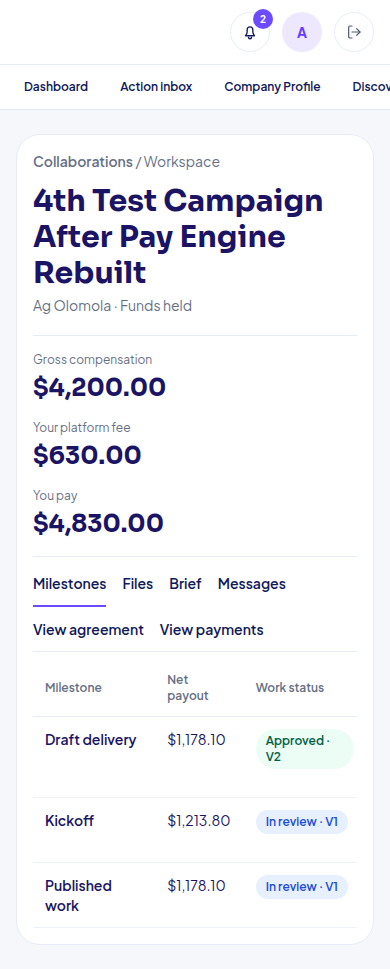 2
A
Dashboard Action Inbox Company Profile Discov
Collaborations / Workspace
4th Test Campaign
After Pay Engine
Rebuilt
Ag Olomola · Funds held
Gross compensation
$4,200.00
Your platform fee
$630.00
You pay
$4,830.00
Milestones Files Brief Messages
View agreement View payments
Milestone Net payout Work status
Draft delivery $1,178.10 Approved · V2
Kickoff $1,213.80 In review · V1
Published work $1,178.10 In review · V1